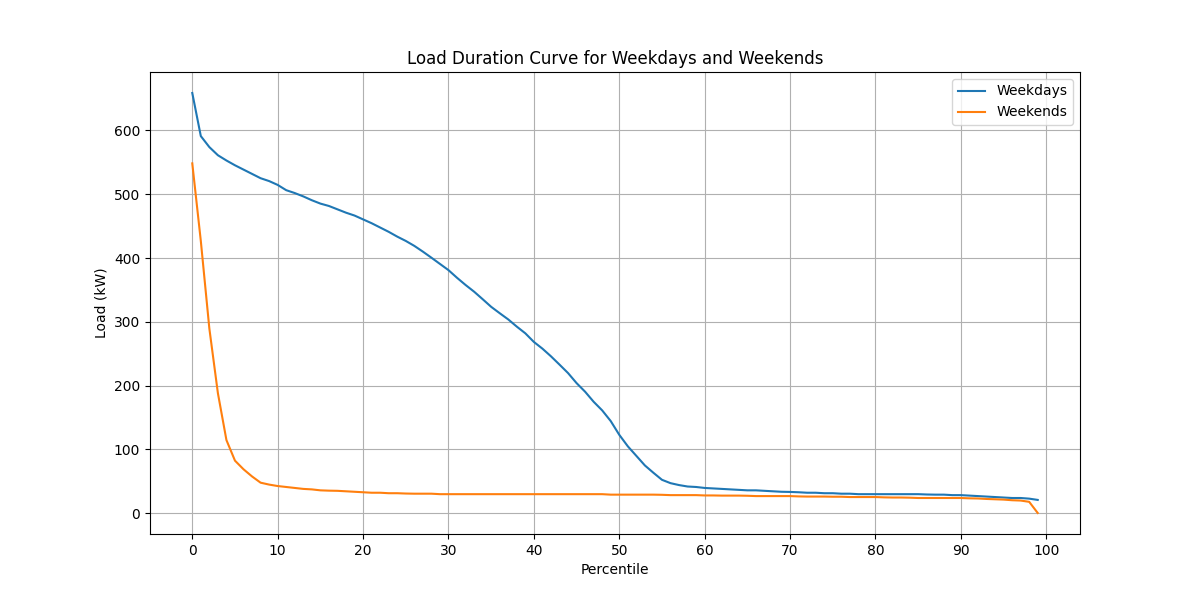 Load Duration Curve for Weekdays and Weekends
Weekdays
Weekends
Load (kW)
600
500
400
300
200
100
0
0 10 20 30 40 50 60 70 80 90 100
Percentile